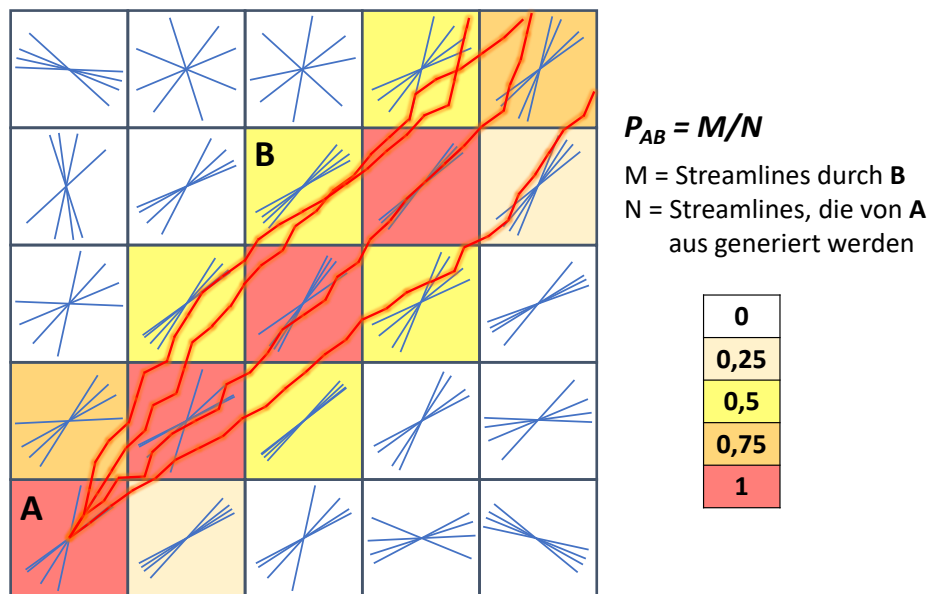 B
A
P_AB = M/N
M = Streamlines durch B
N = Streamlines, die von A
aus generiert werden
0
0,25
0,5
0,75
1